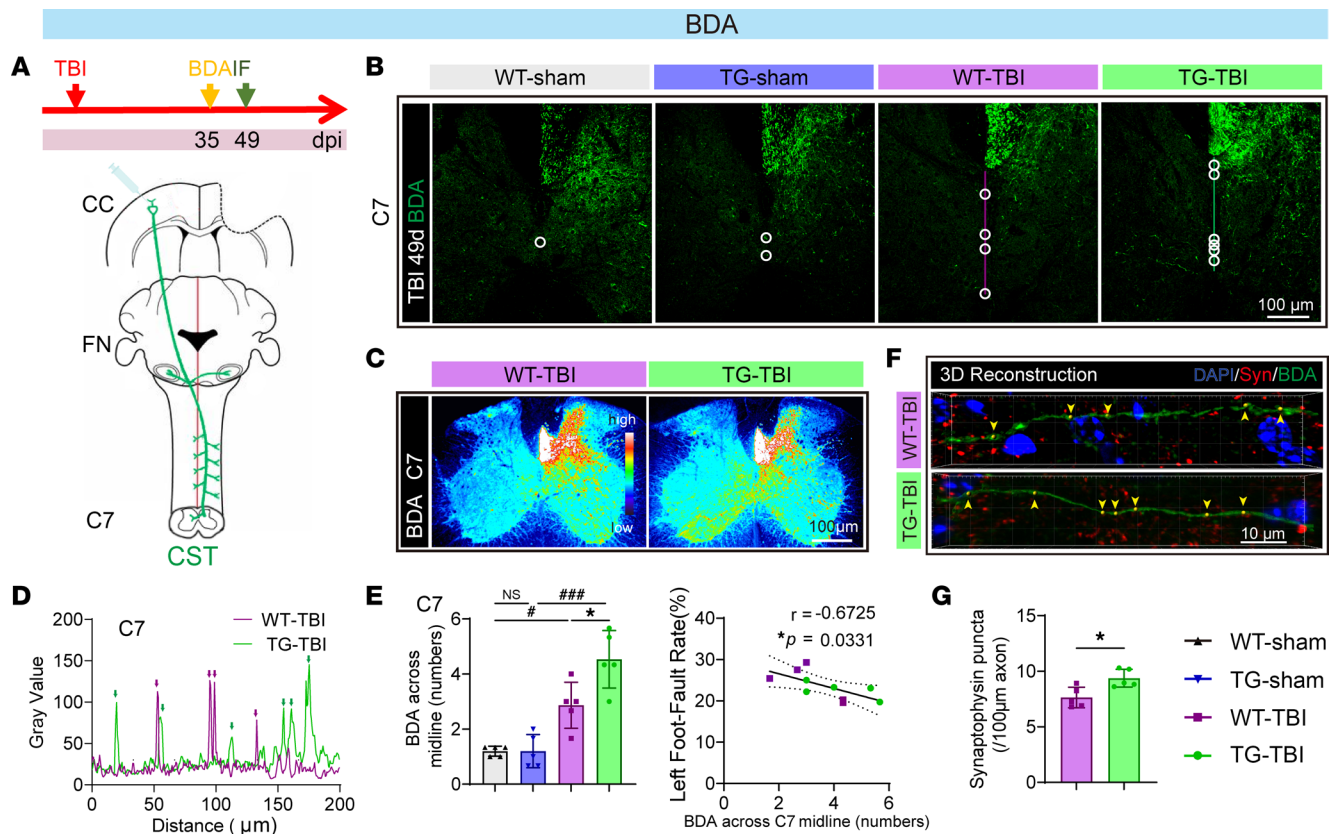 BDA
A
TBI
BDA
IF
35
49
dpi
CC
FN
C7
CST
B
WT-sham
TG-sham
WT-TBI
TG-TBI
C7
TBI 49d BDA
100 μm
C
WT-TBI
TG-TBI
BDA C7
high
low
100μm
F
3D Reconstruction
DAPI/Syn/BDA
WT-TBI
TG-TBI
10 μm
D
C7
WT-TBI
TG-TBI
Gray Value
200
150
100
50
0
0
50
100
150
200
Distance ( μm)
E
C7
NS
###
#
*
BDA across
midline (numbers)
6
4
2
0
Left Foot-Fault Rate(%)
r = -0.6725
*p = 0.0331
40
30
20
10
0
0
1
2
3
4
5
6
BDA across C7 midline (numbers)
G
*
Synaptophysin puncta
(/100μm axon)
15
10
5
0
WT-sham
TG-sham
WT-TBI
TG-TBI